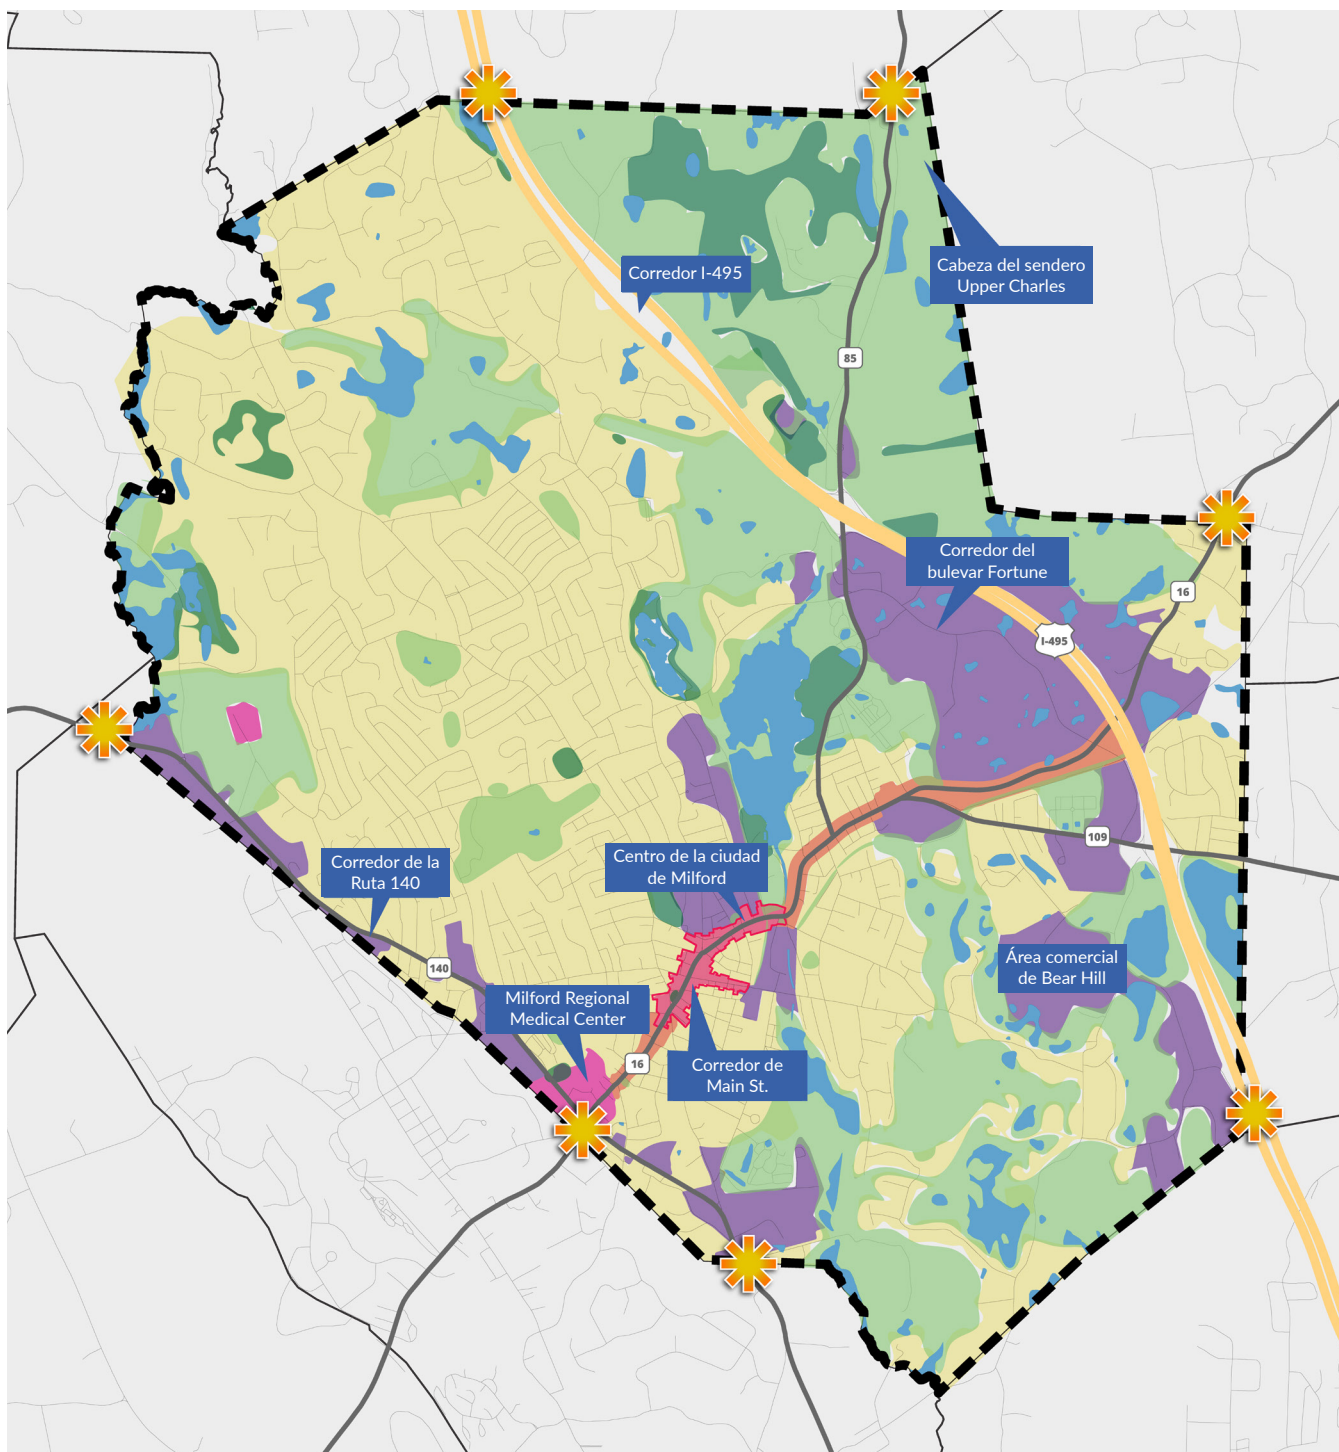 Corredor I-495
Cabeza del sendero
Upper Charles
85
Corredor del
bulevar Fortune
16
I-495
109
Centro de la ciudad
de Milford
Corredor de la
Ruta 140
Área comercial
de Bear Hill
140
Milford Regional
Medical Center
16
Corredor de
Main St.